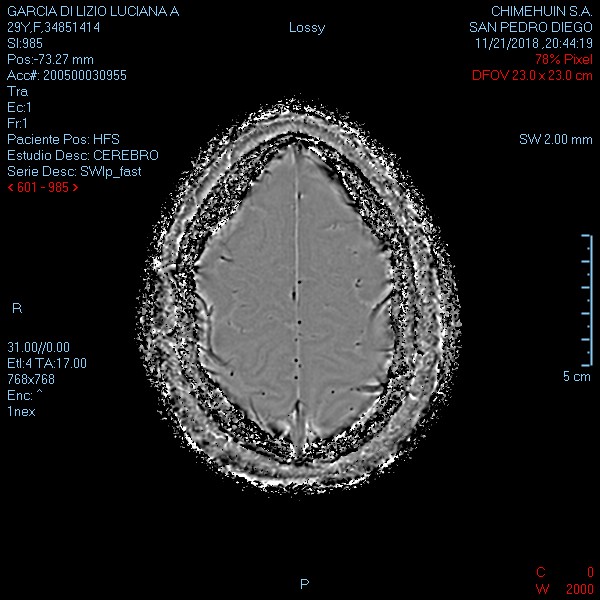 GARCIA DI LIZIO LUCIANA A
29Y,F,34851414
SI:985
Pos:-73.27 mm
Acc#: 200500030955
Tra
Ec:1
Fr:1
Paciente Pos: HFS
Estudio Desc: CEREBRO
Serie Desc: SWIp_fast
< 601 - 985 >
Lossy
CHIMEHUIN S.A.
SAN PEDRO DIEGO
11/21/2018 ,20:44:19
78% Pixel
DFOV 23.0 x 23.0 cm
SW 2.00 mm
R
31.00//0.00
Etl:4 TA:17.00
768x768
Enc: ^
1nex
5 cm
P
C 0
W 2000